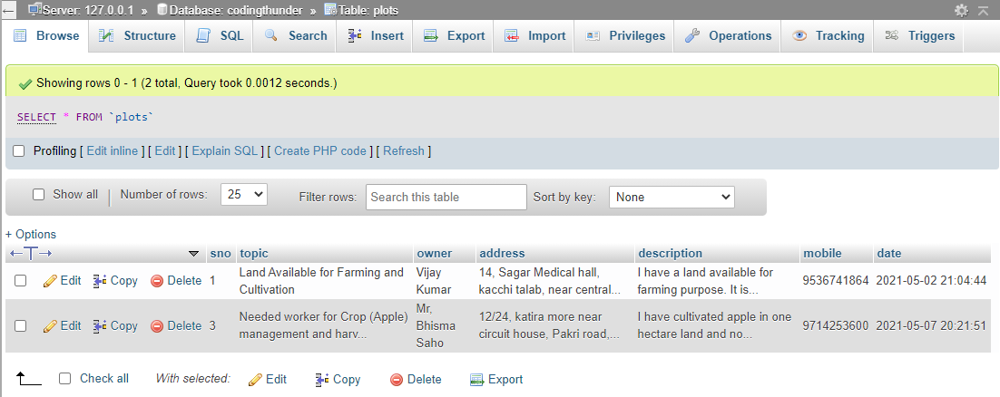 Server: 127.0.0.1 » Database: codingthunder » Table: plots
Browse Structure SQL Search Insert Export Import Privileges Operations Tracking Triggers
Showing rows 0 - 1 (2 total, Query took 0.0012 seconds.)
SELECT * FROM `plots`
Profiling [ Edit inline ] [ Edit ] [ Explain SQL ] [ Create PHP code ] [ Refresh ]
Show all Number of rows: 25 Filter rows: Search this table Sort by key: None
+ Options
←T→ sno topic owner address description mobile date
Edit Copy Delete 1 Land Available for Farming and Cultivation Vijay Kumar 14, Sagar Medical hall, kacchi talab, near central... I have a land available for farming purpose. It is... 9536741864 2021-05-02 21:04:44
Edit Copy Delete 3 Needed worker for Crop (Apple) management and harv... Mr, Bhisma Saho 12/24, katira more near circuit house, Pakri road,... I have cultivated apple in one hectare land and no... 9714253600 2021-05-07 20:21:51
Check all With selected: Edit Copy Delete Export